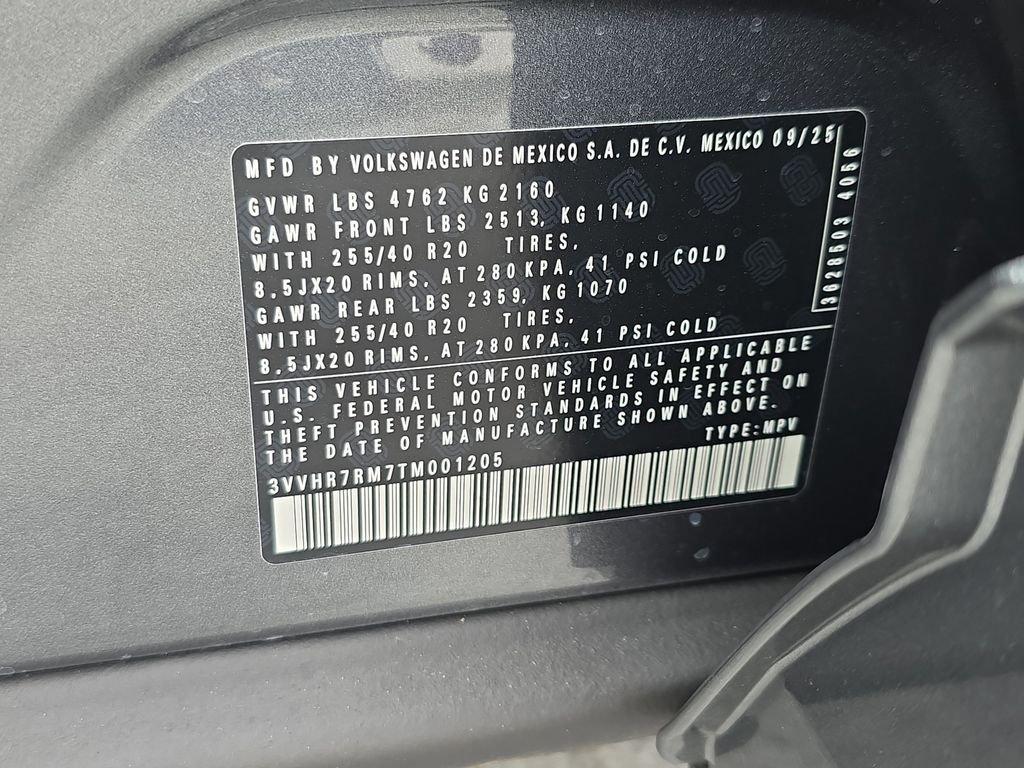 MFD BY VOLKSWAGEN DE MEXICO S.A. DE C.V. MEXICO 09/25
GVWR LBS 4762 KG 2160
GAWR FRONT LBS 2513, KG 1140
WITH 255/40 R20 TIRES,
8,5JX20 RIMS, AT 280 KPA, 41 PSI COLD
GAWR REAR LBS 2359, KG 1070
WITH 255/40 R20 TIRES,
8,5JX20 RIMS, AT 280 KPA, 41 PSI COLD
3628503 4056
THIS VEHICLE CONFORMS TO ALL APPLICABLE
U.S. FEDERAL MOTOR VEHICLE SAFETY AND
THEFT PREVENTION STANDARDS IN EFFECT ON
THE DATE OF MANUFACTURE SHOWN ABOVE.
TYPE:MPV
3VVHR7RM7TM001205